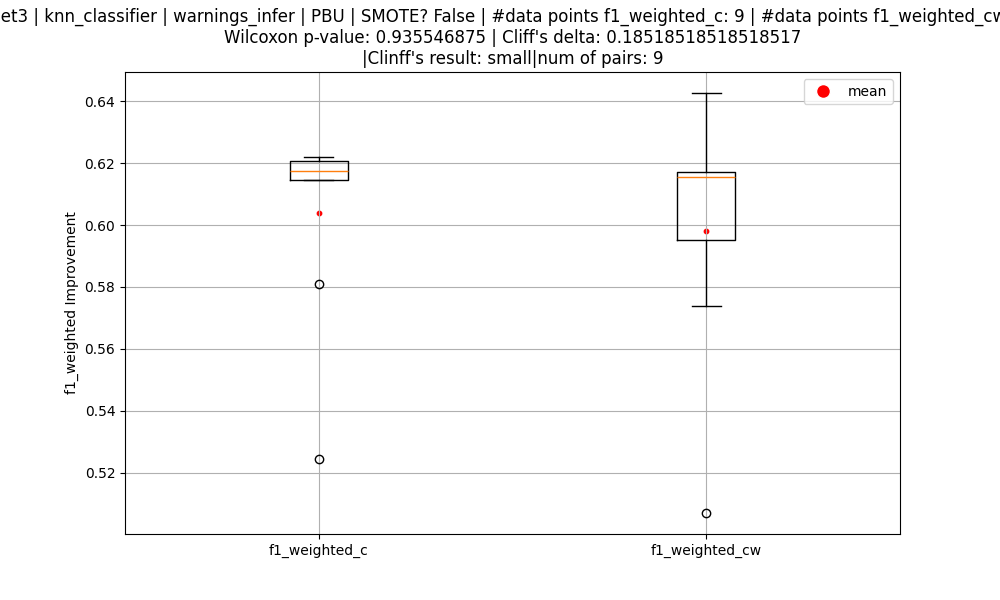 et3 | knn_classifier | warnings_infer | PBU | SMOTE? False | #data points f1_weighted_c: 9 | #data points f1_weighted_cw
Wilcoxon p-value: 0.935546875 | Cliff's delta: 0.18518518518518517
|Clinff's result: small|num of pairs: 9
mean
0.64
0.62
0.60
0.58
0.56
0.54
0.52
f1_weighted Improvement
f1_weighted_c
f1_weighted_cw